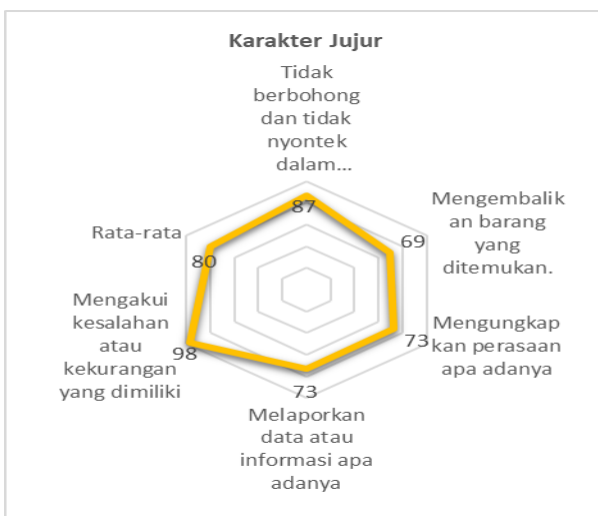 Karakter Jujur
Tidak
berbohong
dan tidak
nyontek
dalam...
87
Mengembalik
an barang
yang
ditemukan.
69
Mengungkap
kan perasaan
apa adanya
73
Melaporkan
data atau
informasi apa
adanya
73
Mengakui
kesalahan
atau
kekurangan
yang dimiliki
98
Rata-rata
80